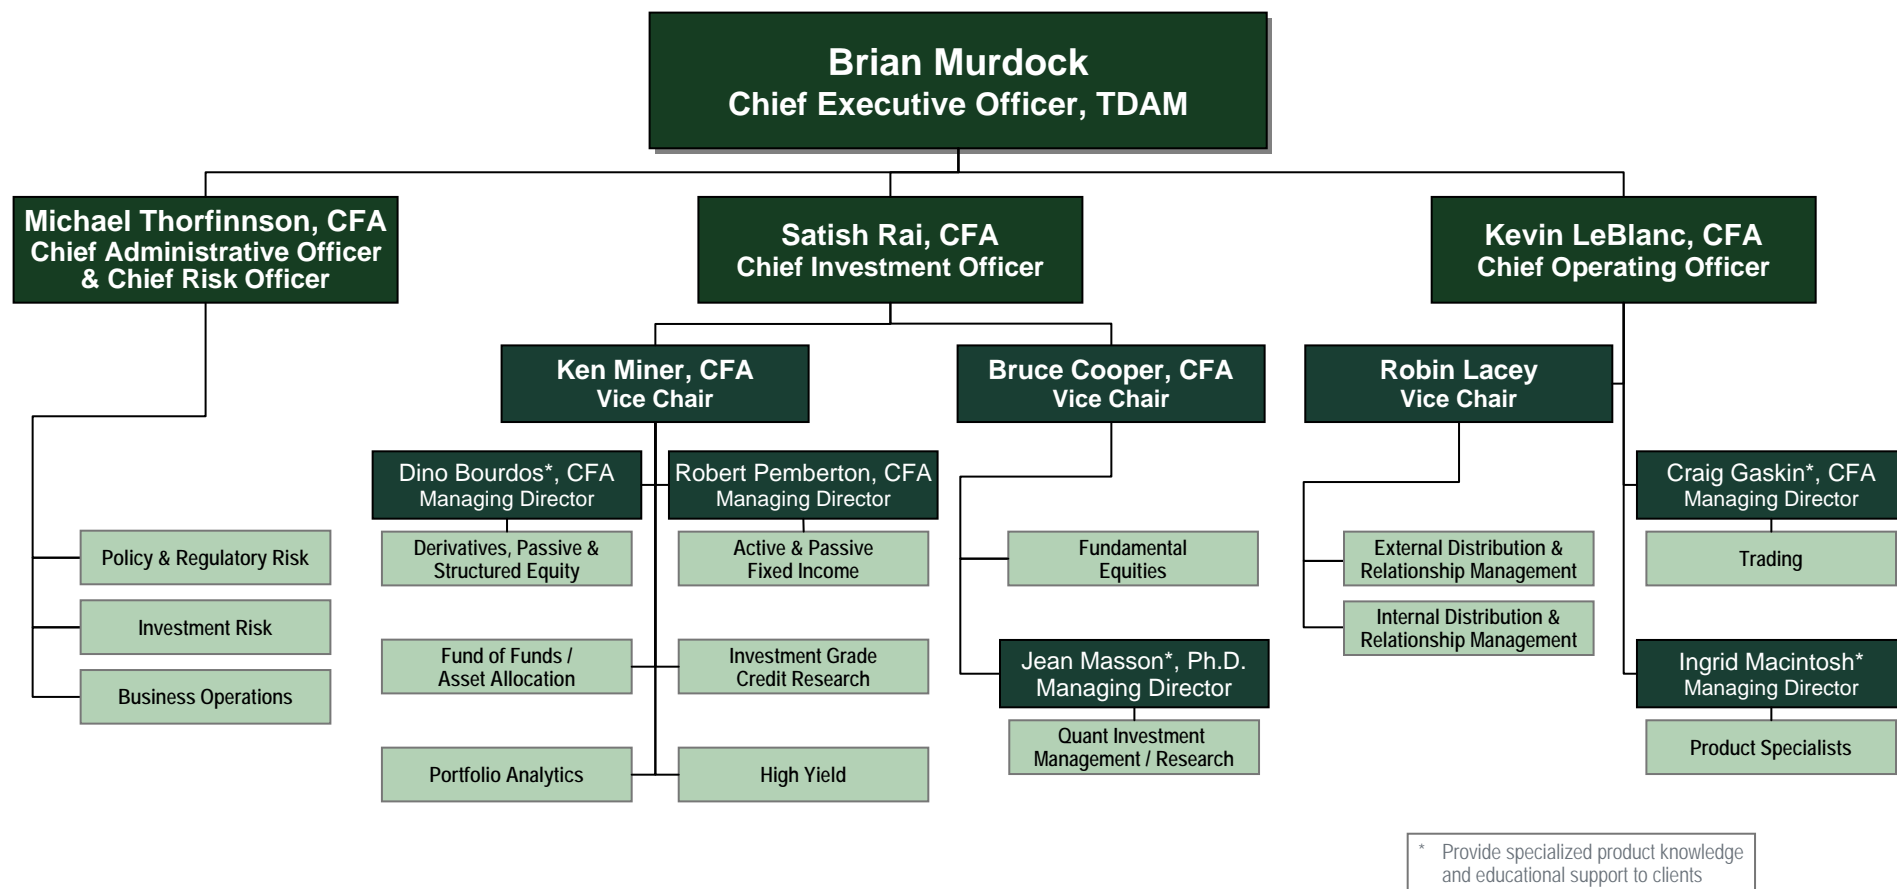 Brian Murdock
Chief Executive Officer, TDAM
Michael Thorfinnson, CFA
Chief Administrative Officer
& Chief Risk Officer
Satish Rai, CFA
Chief Investment Officer
Kevin LeBlanc, CFA
Chief Operating Officer
Ken Miner, CFA
Vice Chair
Bruce Cooper, CFA
Vice Chair
Robin Lacey
Vice Chair
Dino Bourdos*, CFA
Managing Director
Robert Pemberton, CFA
Managing Director
Craig Gaskin*, CFA
Managing Director
Policy & Regulatory Risk
Derivatives, Passive &
Structured Equity
Active & Passive
Fixed Income
Fundamental
Equities
External Distribution &
Relationship Management
Trading
Investment Risk
Internal Distribution &
Relationship Management
Fund of Funds /
Asset Allocation
Investment Grade
Credit Research
Jean Masson*, Ph.D.
Managing Director
Ingrid Macintosh*
Managing Director
Business Operations
Portfolio Analytics
High Yield
Quant Investment
Management / Research
Product Specialists
* Provide specialized product knowledge
and educational support to clients